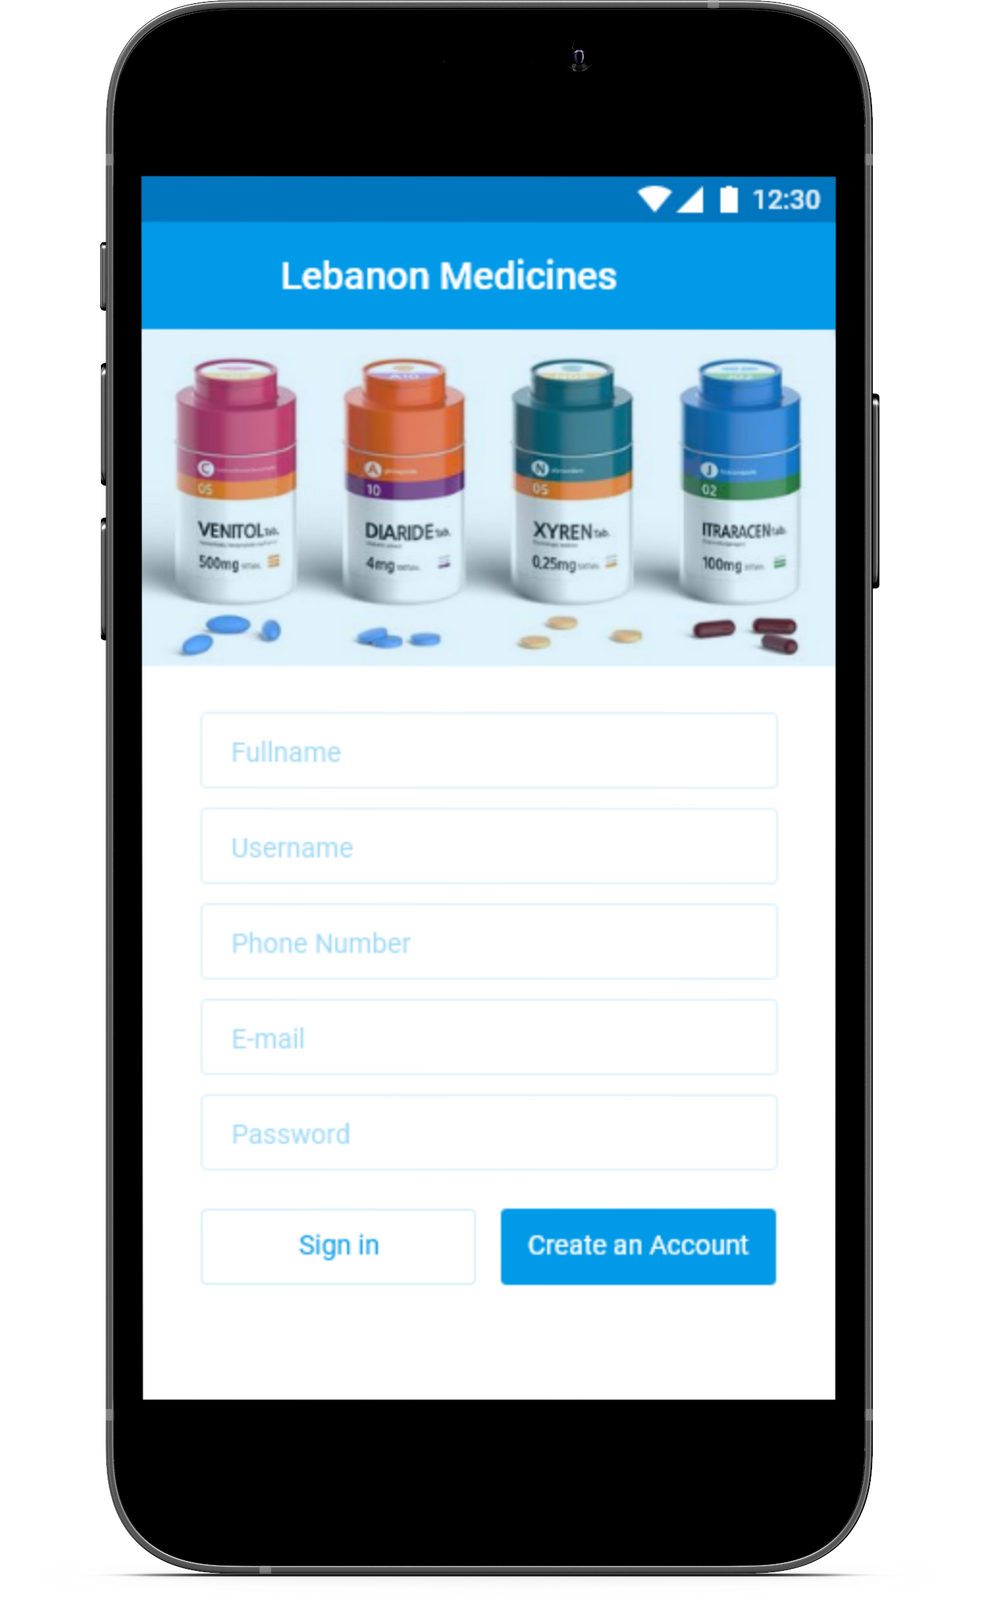 12:30
Lebanon Medicines
C
A
N
J
05
10
05
02
VENITOL Tab.
DIARIDE Tab.
XYREN Tab.
ITRARACEN Tab.
500mg
4mg
0.25mg
100mg
Fullname
Username
Phone Number
E-mail
Password
Sign in
Create an Account